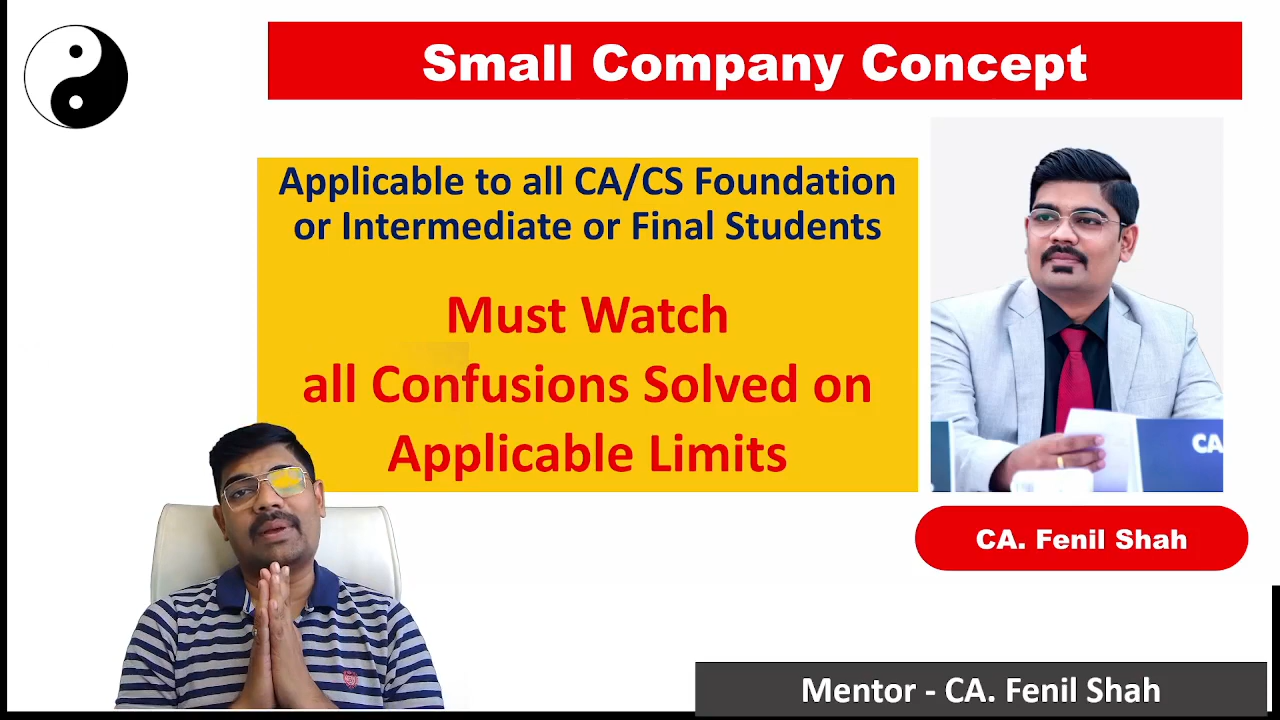 Small Company Concept
Applicable to all CA/CS Foundation
or Intermediate or Final Students
Must Watch
all Confusions Solved on
Applicable Limits
CA
CA. Fenil Shah
Mentor - CA. Fenil Shah